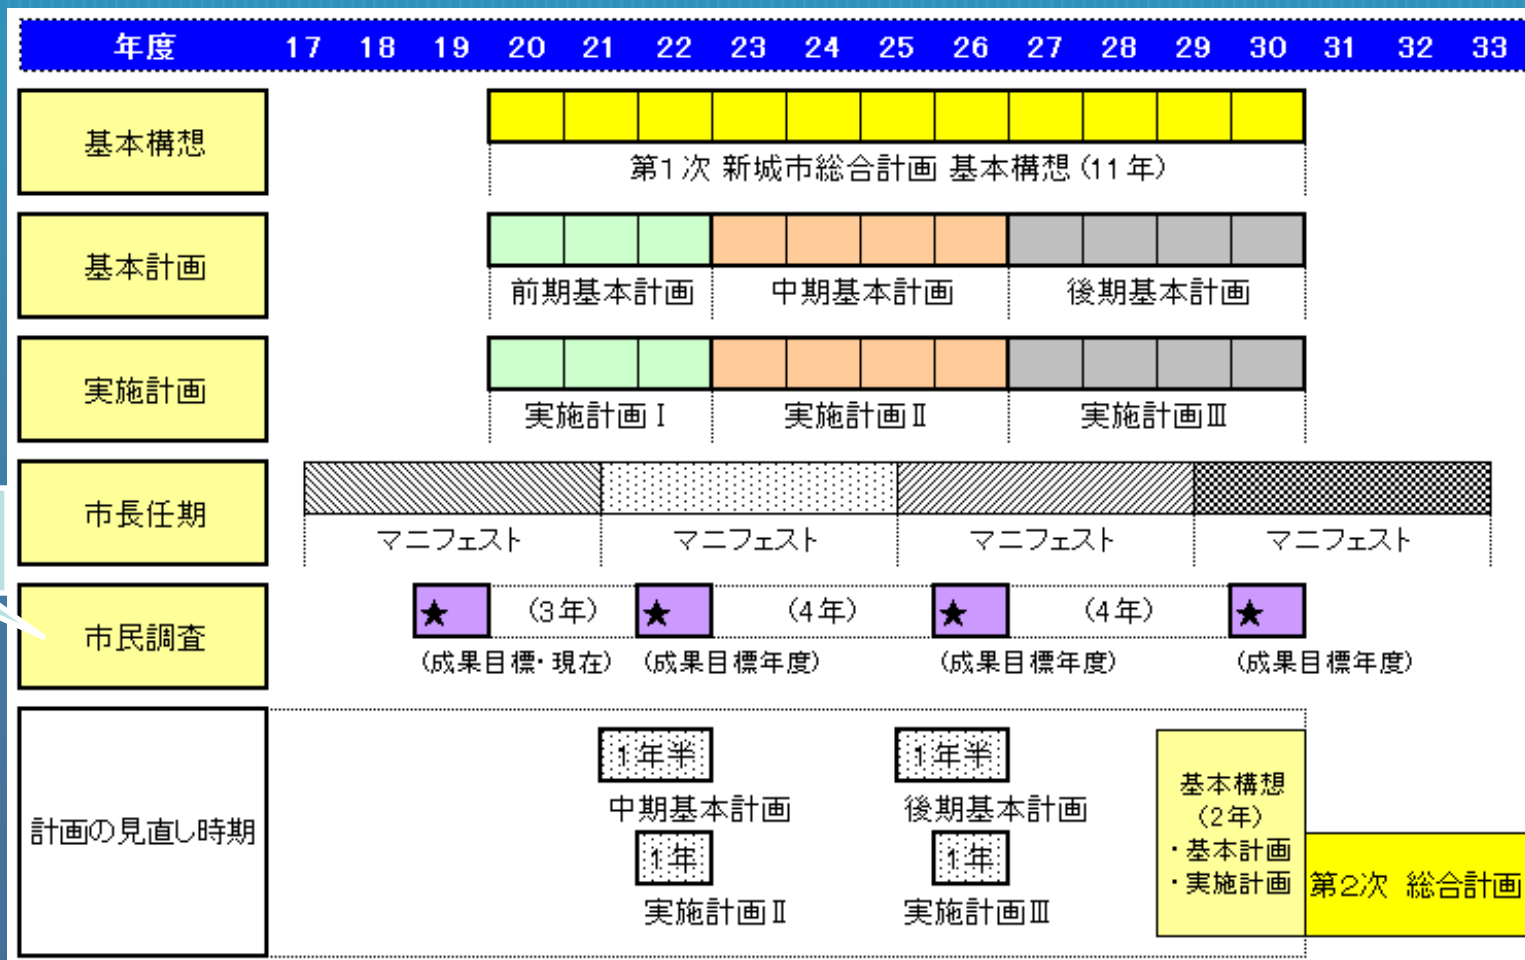 年度 17 18 19 20 21 22 23 24 25 26 27 28 29 30 31 32 33
基本構想
第1次 新城市総合計画 基本構想(11年)
基本計画
前期基本計画 中期基本計画 後期基本計画
実施計画
実施計画Ⅰ 実施計画Ⅱ 実施計画Ⅲ
市長任期
マニフェスト マニフェスト マニフェスト マニフェスト
市民調査
★ (3年) ★ (4年) ★ (4年) ★
(成果目標・現在) (成果目標年度) (成果目標年度) (成果目標年度)
計画の見直し時期
1年半 1年半
中期基本計画 後期基本計画
1年 1年
実施計画Ⅱ 実施計画Ⅲ
基本構想
(2年)
・基本計画
・実施計画
第2次 総合計画